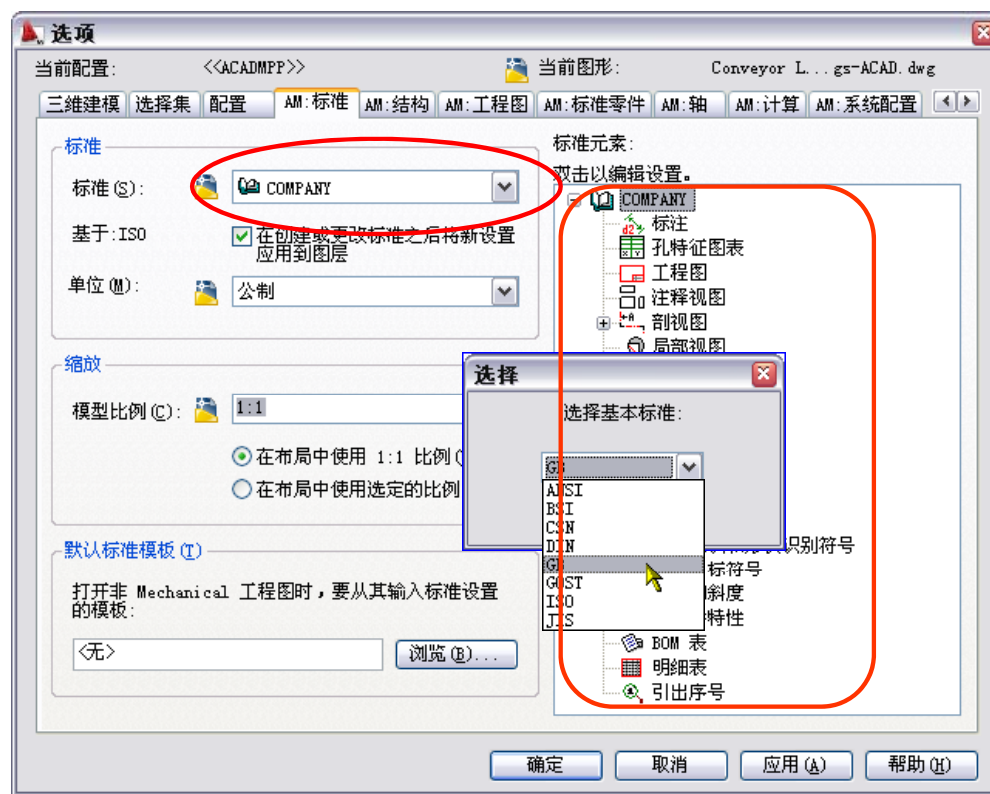 选项
当前配置: <<ACADMPP>> 当前图形: Conveyor L...gs-ACAD.dwg
三维建模 选择集 配置 AM:标准 AM:结构 AM:工程图 AM:标准零件 AM:轴 AM:计算 AM:系统配置
标准
标准(S): COMPANY
基于:ISO
在创建或更改标准之后将新设置
应用到图层
单位(M): 公制
缩放
模型比例(C): 1:1
在布局中使用 1:1 比例(
在布局中使用选定的比例
默认标准模板(T)
打开非 Mechanical 工程图时，要从其输入标准设置
的模板:
<无>
浏览(B)...
标准元素:
双击以编辑设置。
COMPANY
标注
孔特征图表
工程图
注释视图
剖视图
局部视图
选择
选择基本标准:
GB
ANSI
BSI
CSN
DIN
GB
GOST
ISO
JIS
识别符号
标符号
斜度
特性
BOM 表
明细表
引出序号
确定
取消
应用(A)
帮助(H)